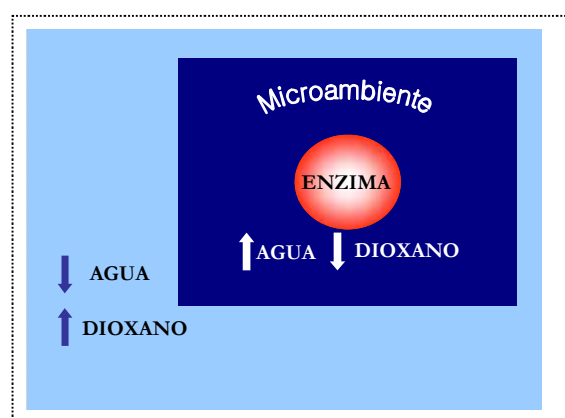 Microambiente
ENZIMA
AGUA DIOXANO
AGUA
DIOXANO